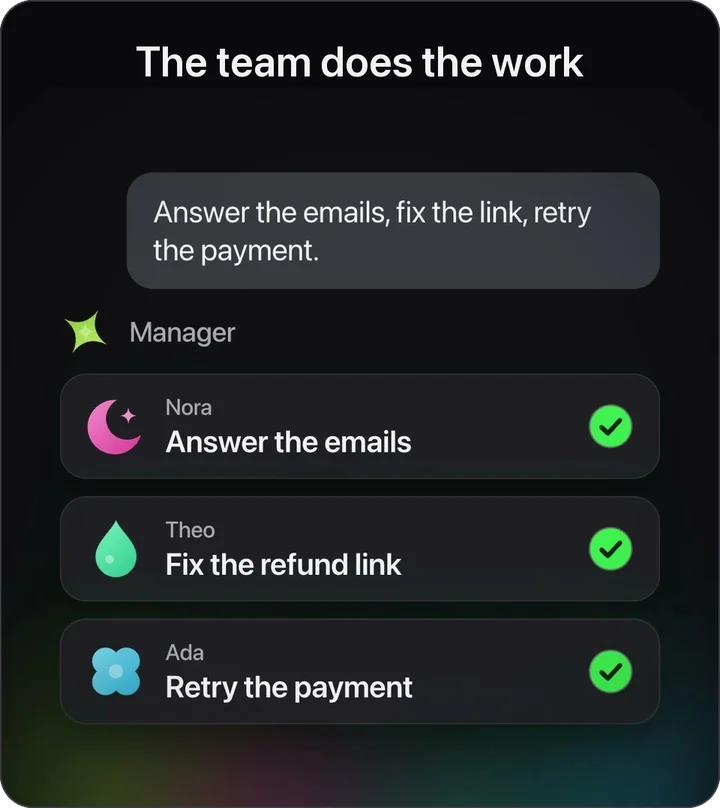 The team does the work
Answer the emails, fix the link, retry
the payment.
Manager
Nora
Answer the emails
Theo
Fix the refund link
Ada
Retry the payment